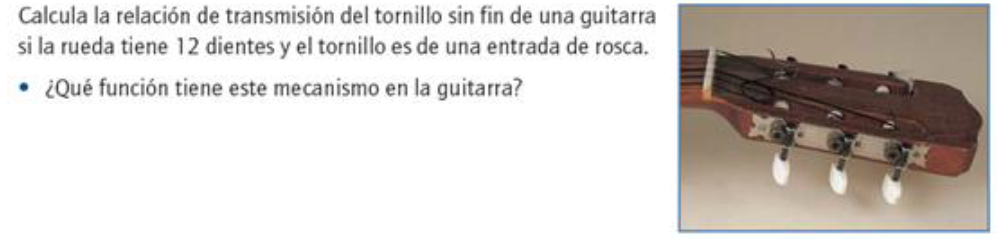 Calcula la relación de transmisión del tornillo sin fin de una guitarra
si la rueda tiene 12 dientes y el tornillo es de una entrada de rosca.
• ¿Qué función tiene este mecanismo en la guitarra?